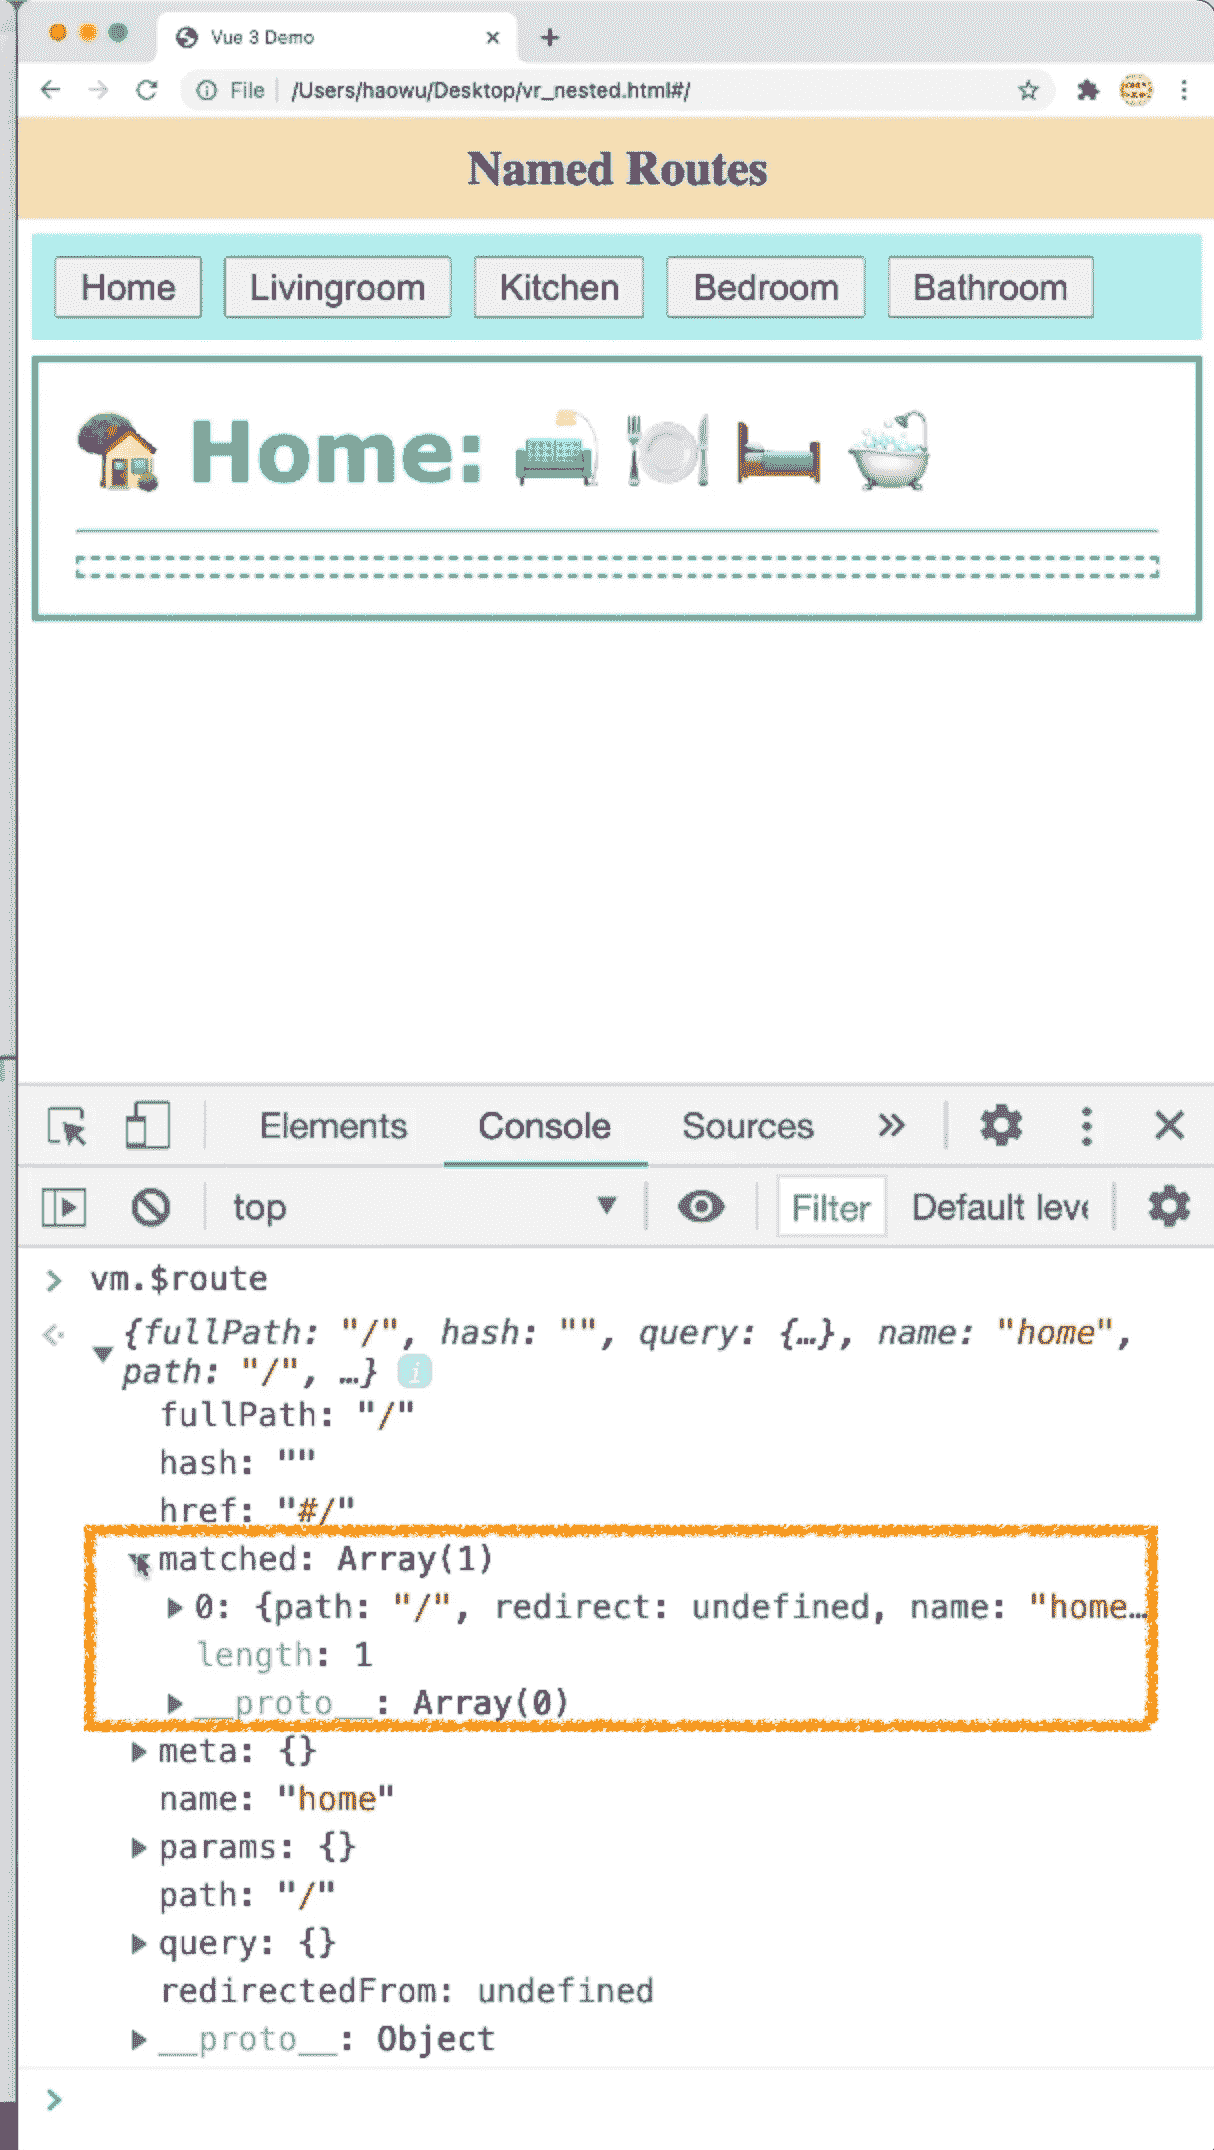 Vue 3 Demo
File /Users/haowu/Desktop/vr_nested.html#/
Named Routes
Home Livingroom Kitchen Bedroom Bathroom
Home:
Elements Console Sources »
top Filter Default leve
> vm.$route
{fullPath: "/", hash: "", query: {…}, name: "home",
path: "/", …} i
fullPath: "/"
hash: ""
href: "#/"
matched: Array(1)
0: {path: "/", redirect: undefined, name: "home…
length: 1
__proto__: Array(0)
meta: {}
name: "home"
params: {}
path: "/"
query: {}
redirectedFrom: undefined
__proto__: Object
>